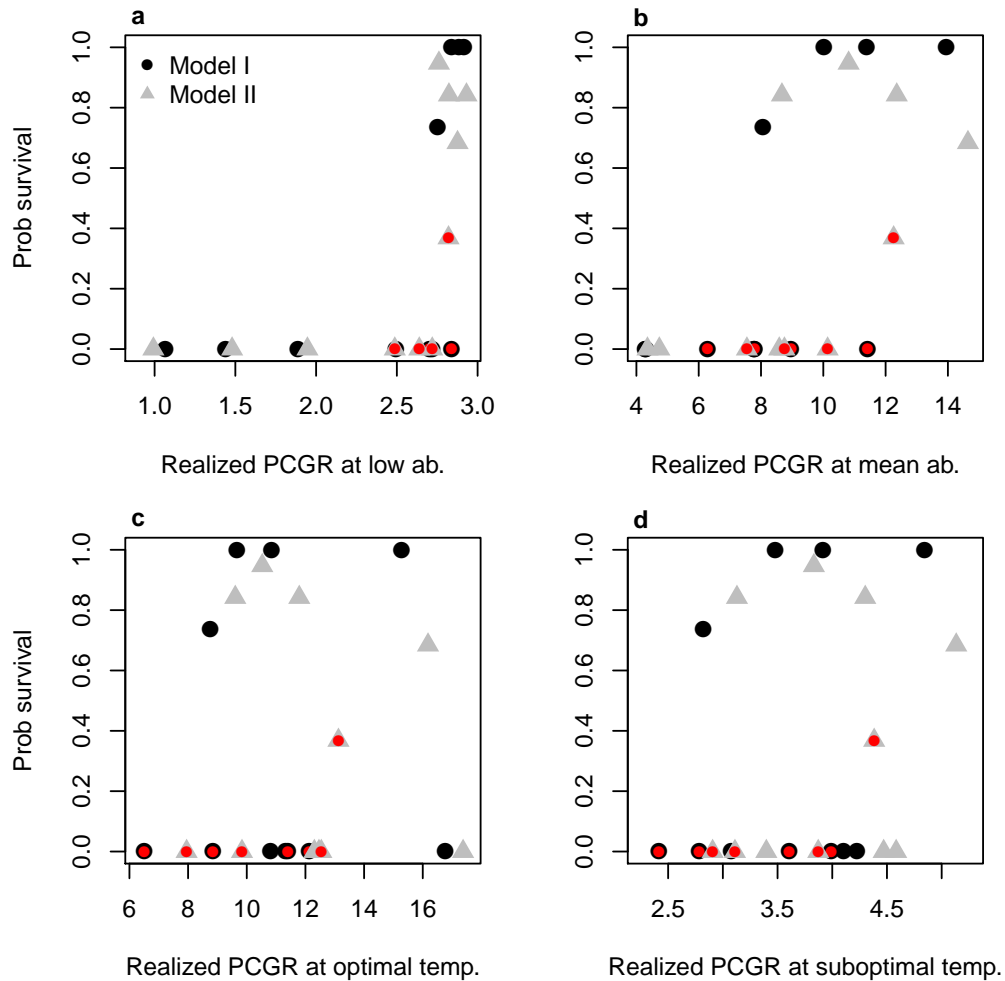 a
Prob survival
0.0 0.2 0.4 0.6 0.8 1.0
Model I
Model II
1.0 1.5 2.0 2.5 3.0
Realized PCGR at low ab.
b
0.0 0.2 0.4 0.6 0.8 1.0
4 6 8 10 12 14
Realized PCGR at mean ab.
c
Prob survival
0.0 0.2 0.4 0.6 0.8 1.0
6 8 10 12 14 16
Realized PCGR at optimal temp.
d
0.0 0.2 0.4 0.6 0.8 1.0
2.5 3.5 4.5
Realized PCGR at suboptimal temp.